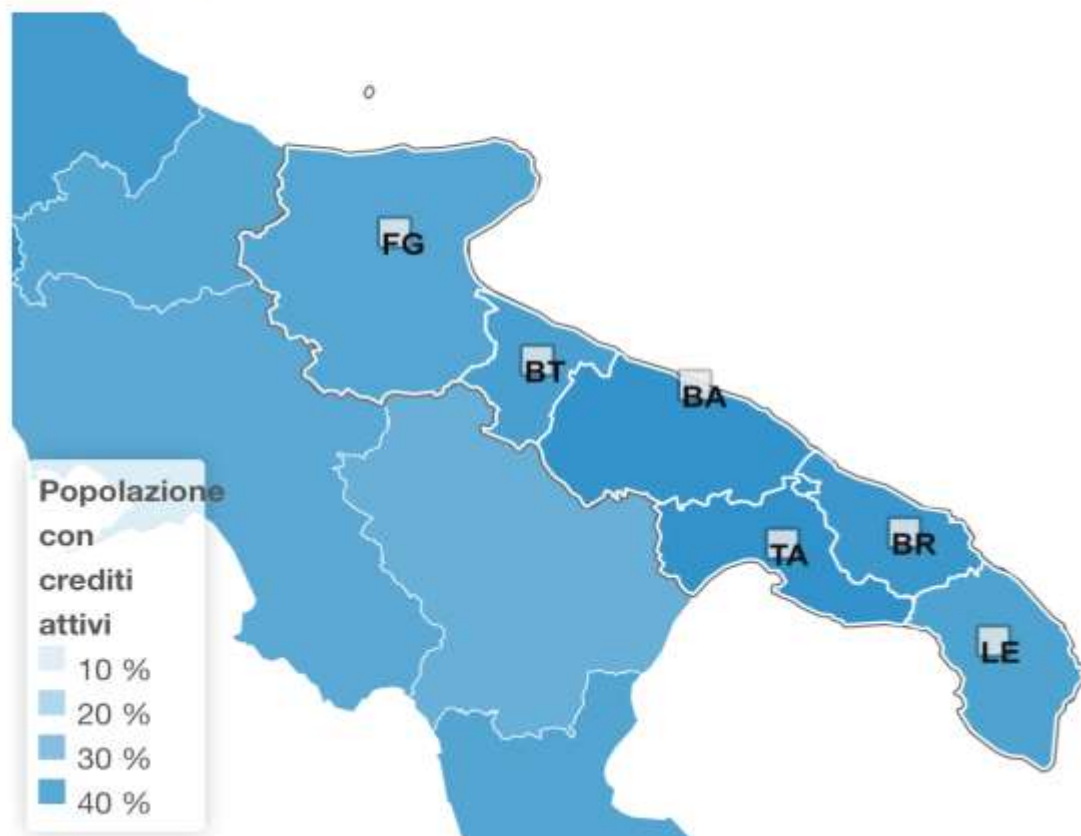 FG
BT
BA
TA
BR
LE
Popolazione
con
crediti
attivi
10 %
20 %
30 %
40 %